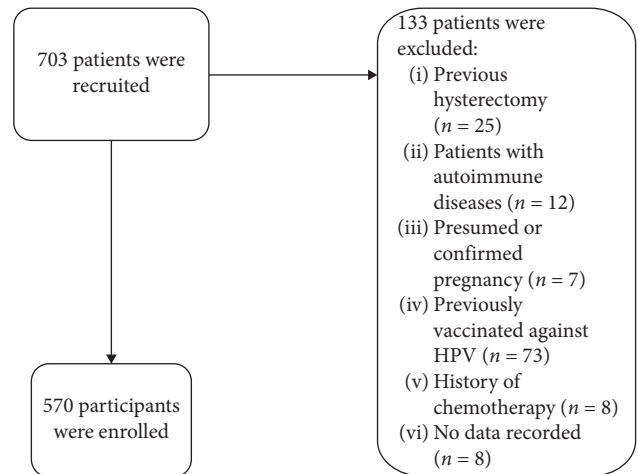 703 patients were
recruited
133 patients were
excluded:
(i) Previous
hysterectomy
(n = 25)
(ii) Patients with
autoimmune
diseases (n = 12)
(iii) Presumed or
confirmed
pregnancy (n = 7)
(iv) Previously
vaccinated against
HPV (n = 73)
(v) History of
chemotherapy (n = 8)
(vi) No data recorded
(n = 8)
570 participants
were enrolled